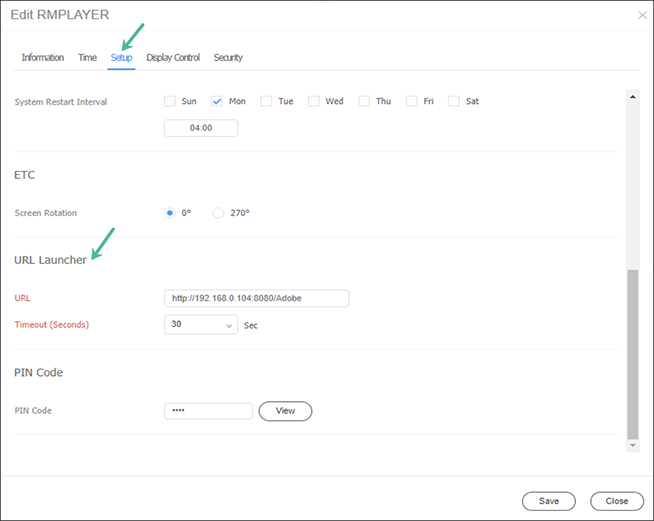 Edit RMPLAYER
Information Time Setup Display Control Security
System Restart Interval Sun Mon Tue Wed Thu Fri Sat
04:00
ETC
Screen Rotation 0° 270°
URL Launcher
URL http://192.168.0.104:8080/Adobe
Timeout (Seconds) 30 Sec
PIN Code
PIN Code •••• View
Save Close